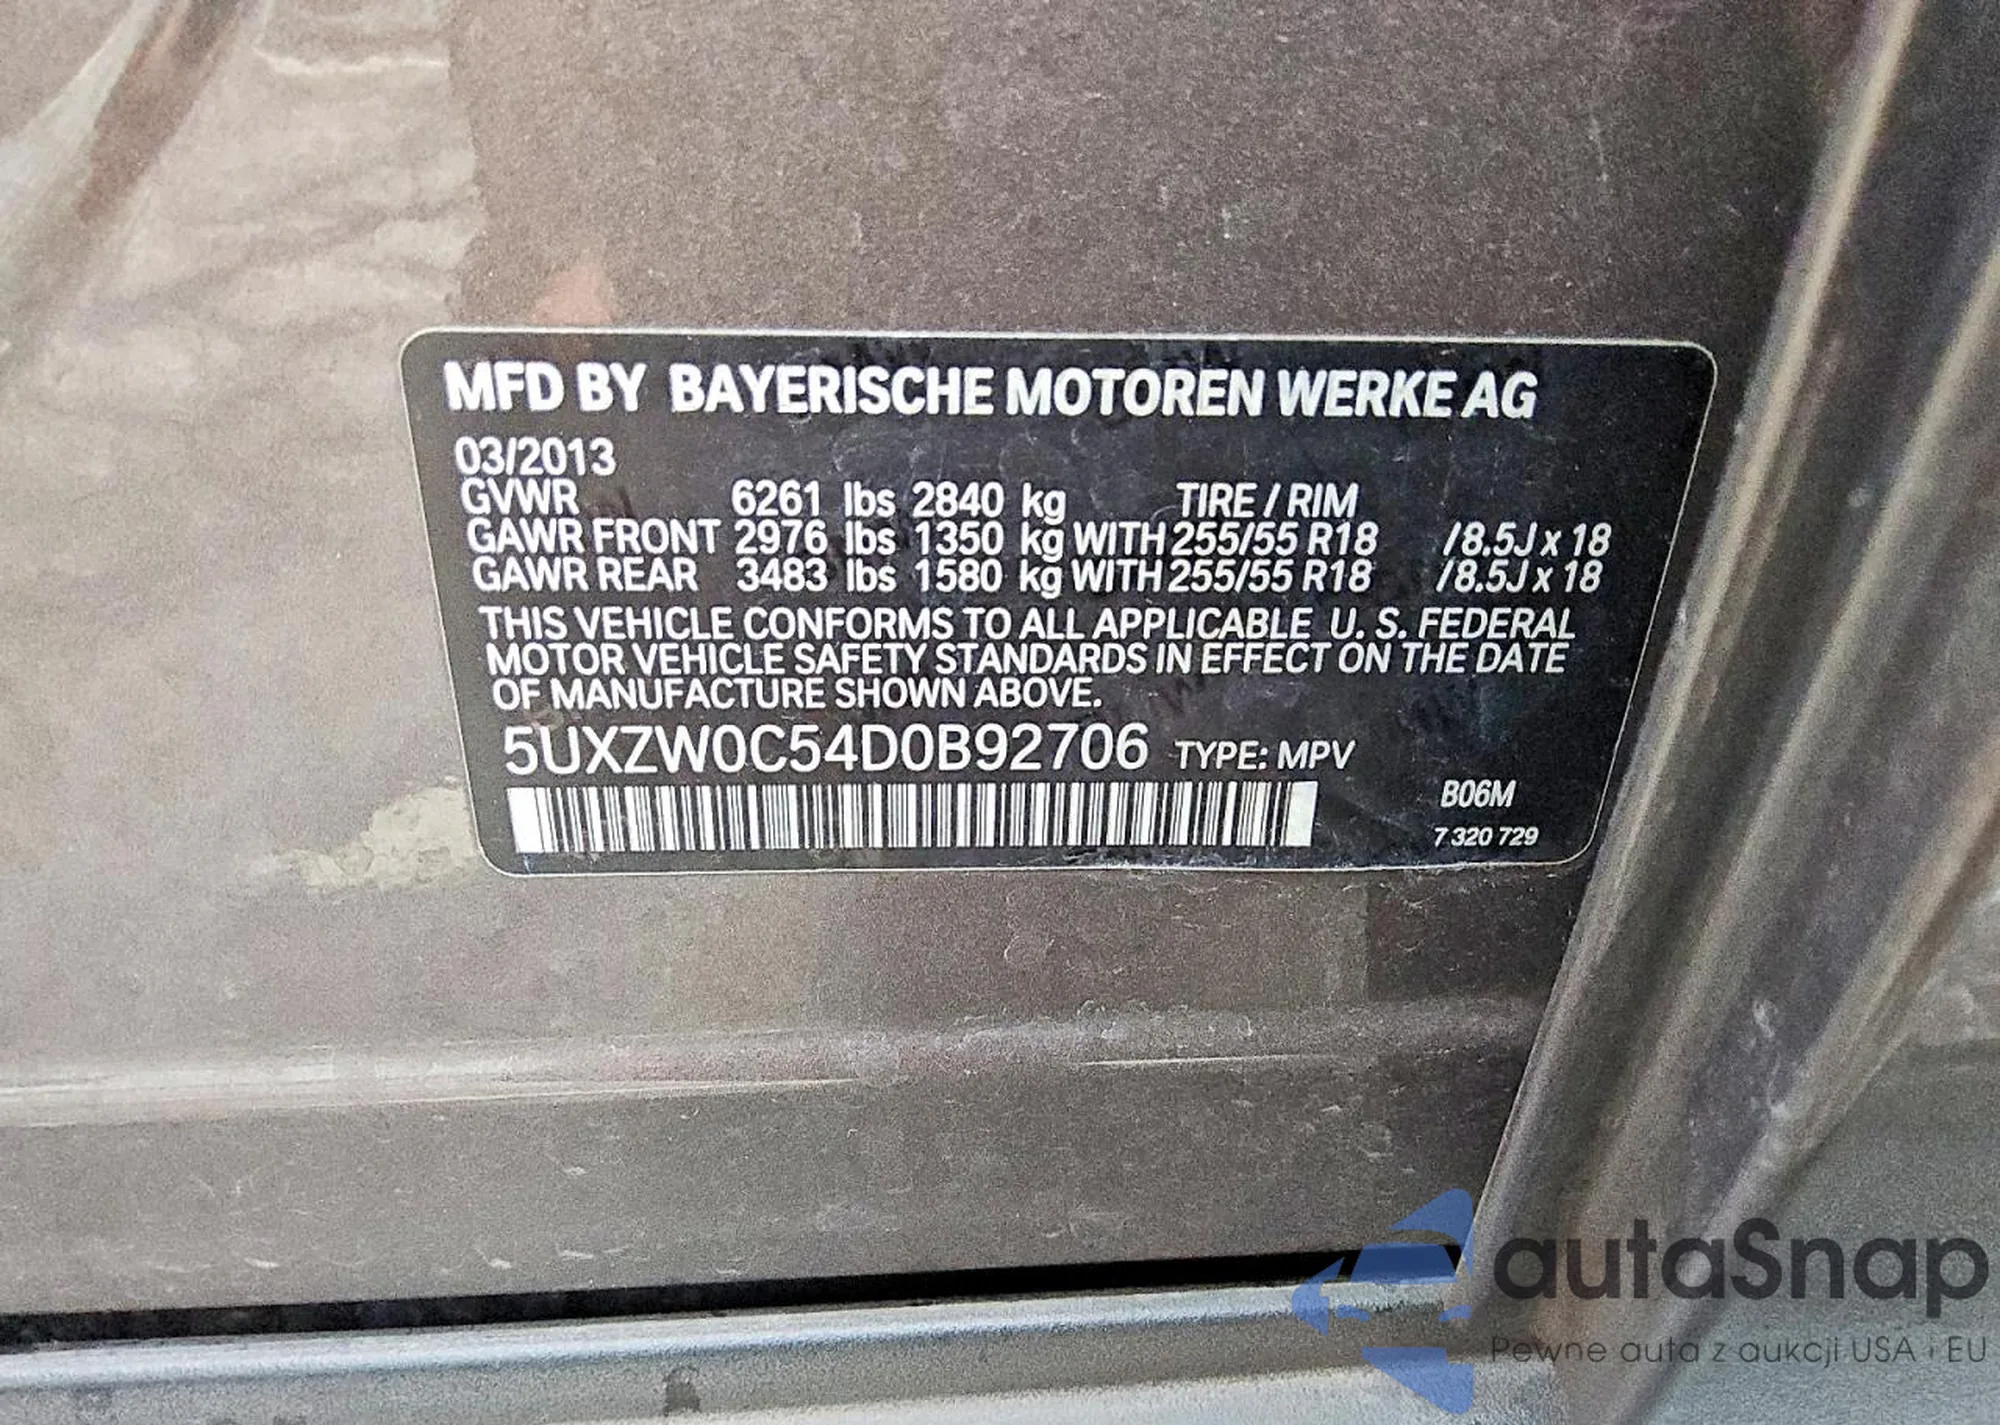 MFD BY BAYERISCHE MOTOREN WERKE AG
03/2013
GVWR 6261 lbs 2840 kg TIRE / RIM
GAWR FRONT 2976 lbs 1350 kg WITH 255/55 R18 /8.5J x 18
GAWR REAR 3483 lbs 1580 kg WITH 255/55 R18 /8.5J x 18
THIS VEHICLE CONFORMS TO ALL APPLICABLE U. S. FEDERAL
MOTOR VEHICLE SAFETY STANDARDS IN EFFECT ON THE DATE
OF MANUFACTURE SHOWN ABOVE.
5UXZW0C54D0B92706 TYPE: MPV
B06M
7 320 729
autaSnap
Pewne auta z aukcji USA i EU